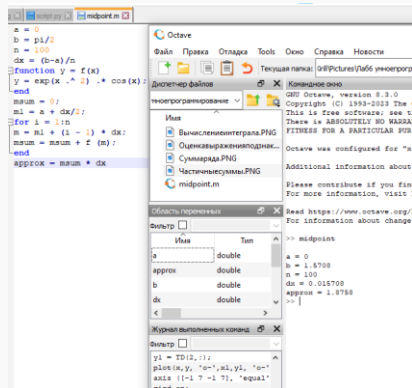 script.py
midpoint.m
a = 0
b = pi/2
n = 100
dx = (b-a)/n
function y = f(x)
y = exp(x .^ 2) .* cos(x);
end
msum = 0;
m1 = a + dx/2;
for i = 1:n
m = m1 + (i - 1) * dx;
msum = msum + f (m);
end
approx = msum * dx
Octave
Файл Правка Отладка Tools Окно Справка Новости
Текущая папка:
Диспетчер файлов
Имя
Вычислениеинтеграла.PNG
Суммаряда.PNG
Частичныесуммы.PNG
midpoint.m
Область переменных
Фильтр
Имя Тип
a double
approx double
b double
dx double
Журнал выполненных команд
Фильтр
y1 = TD(2,:);
plot(x,y, 'o-',x1,y1, 'o-'
axis ([-1 7 -1 7], 'equal'
Командное окно
GNU Octave, version 8.3.0
Copyright (C) 1993-2023 The
This is free software; see t
There is ABSOLUTELY NO WARRA
FITNESS FOR A PARTICULAR PUR
Octave was configured for "x
Additional information about
Please contribute if you fin
For more information, visit
Read https://www.octave.org/
For information about change
>> midpoint
a = 0
b = 1.5708
n = 100
dx = 0.015708
approx = 1.8758
>>